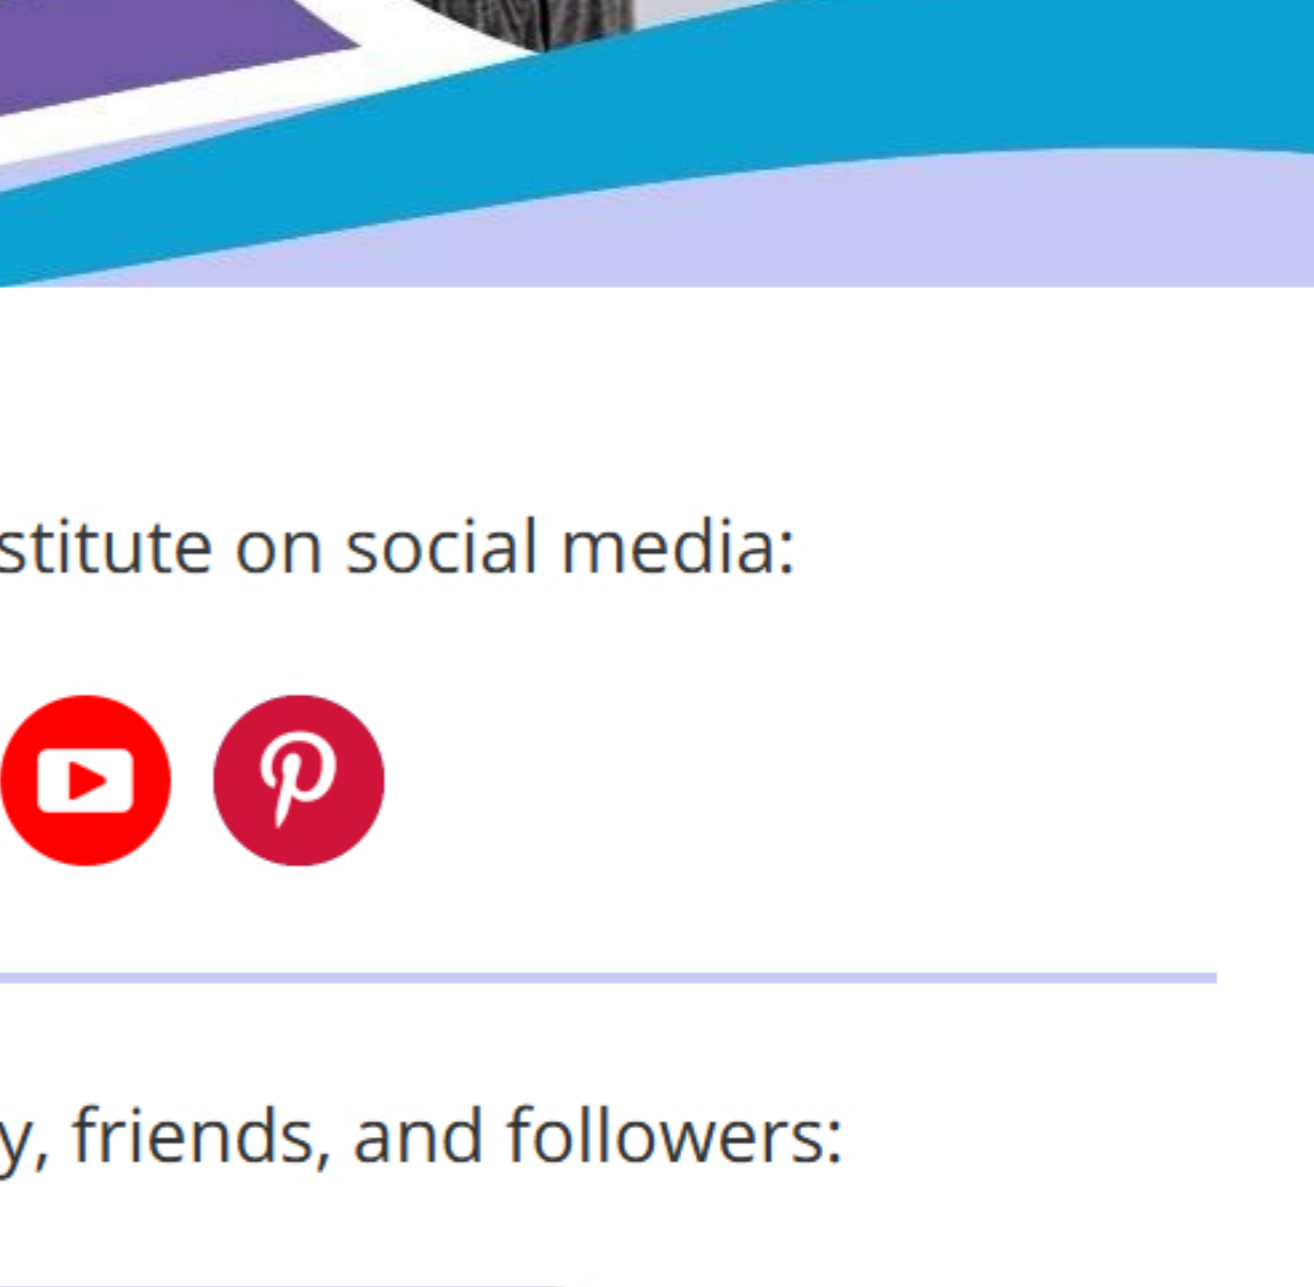 stitute on social media:
y, friends, and followers: